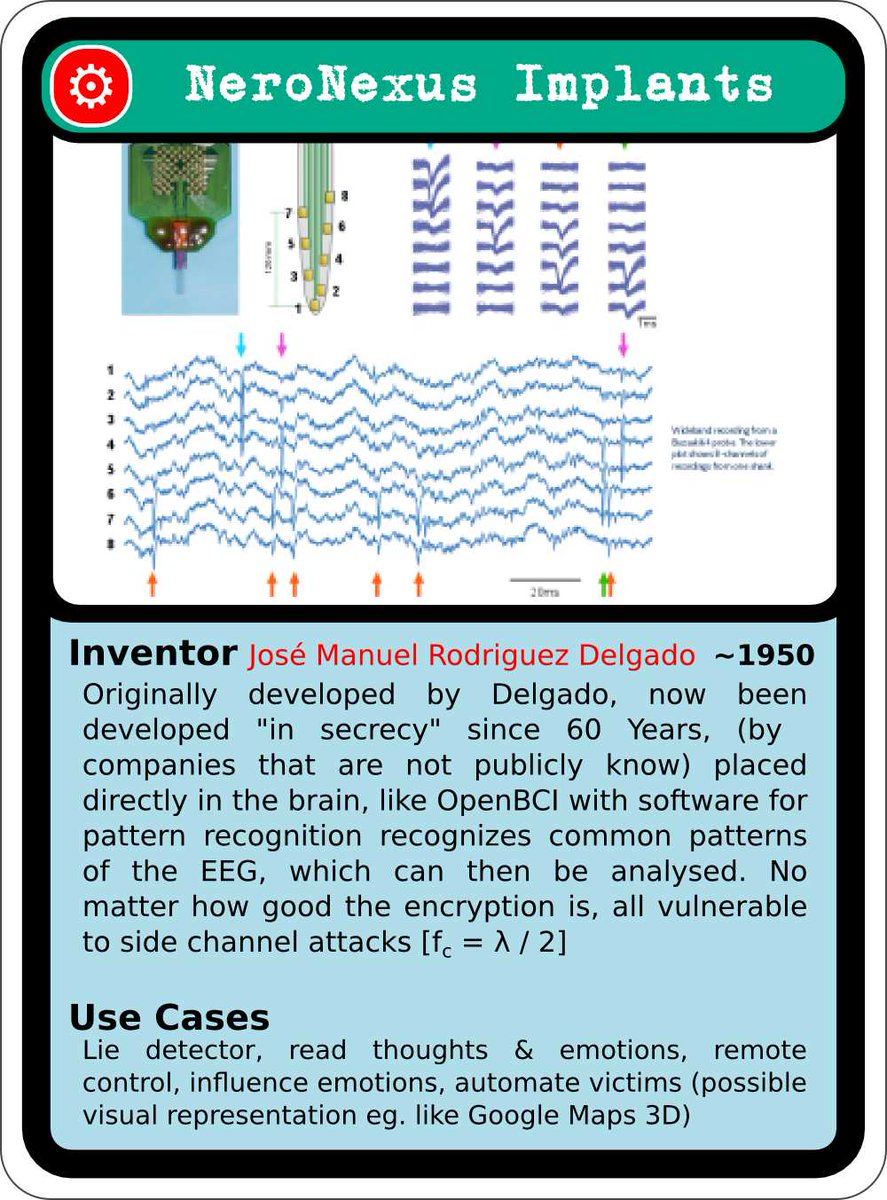 NeroNexus Implants
8
7
6
5
4
3
2
1
1ms
1
2
3
4
5
6
7
8
Wideband recording from a
Buzsaki64 probe. The lower
plot shows 8-channels of
recordings from one shank.
20ms
Inventor José Manuel Rodriguez Delgado ~1950
Originally developed by Delgado, now been
developed "in secrecy" since 60 Years, (by
companies that are not publicly know) placed
directly in the brain, like OpenBCI with software for
pattern recognition recognizes common patterns
of the EEG, which can then be analysed. No
matter how good the encryption is, all vulnerable
to side channel attacks [fc = λ / 2]
Use Cases
Lie detector, read thoughts & emotions, remote
control, influence emotions, automate victims (possible
visual representation eg. like Google Maps 3D)